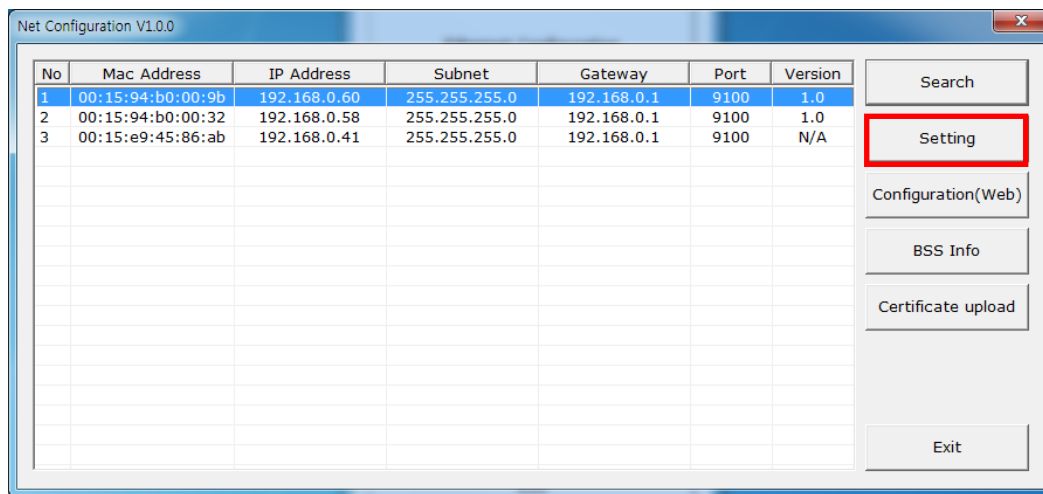 Net Configuration V1.0.0
x
No Mac Address IP Address Subnet Gateway Port Version
1 00:15:94:b0:00:9b 192.168.0.60 255.255.255.0 192.168.0.1 9100 1.0
2 00:15:94:b0:00:32 192.168.0.58 255.255.255.0 192.168.0.1 9100 1.0
3 00:15:e9:45:86:ab 192.168.0.41 255.255.255.0 192.168.0.1 9100 N/A
Search
Setting
Configuration(Web)
BSS Info
Certificate upload
Exit